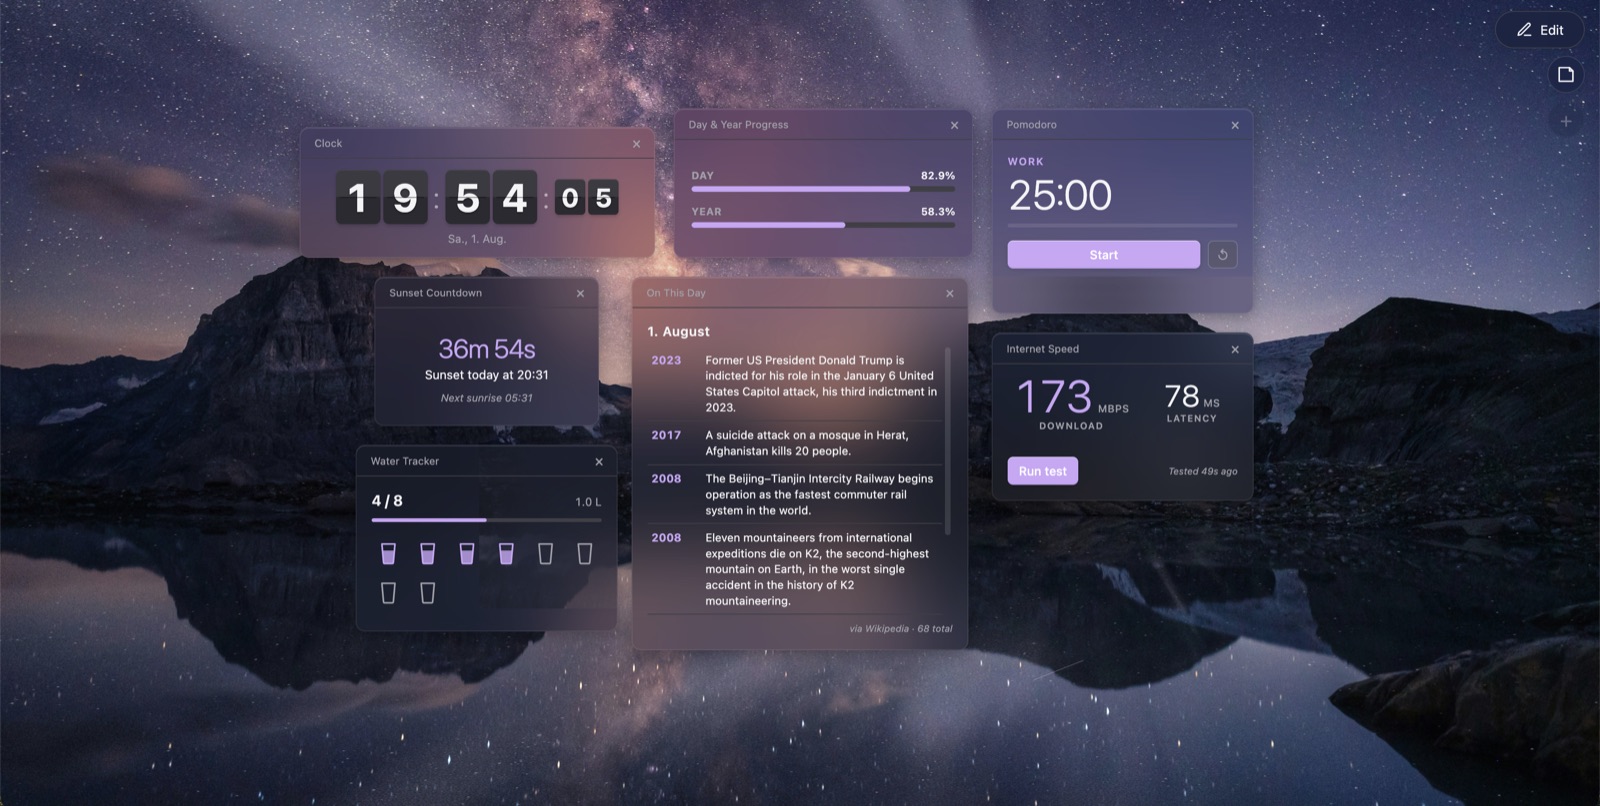 Edit
Clock
19:54:05
Sa., 1. Aug.
Day & Year Progress
DAY 82.9%
YEAR 58.3%
Pomodoro
WORK
25:00
Start
Sunset Countdown
36m 54s
Sunset today at 20:31
Next sunrise 05:31
On This Day
1. August
2023 Former US President Donald Trump is
indicted for his role in the January 6 United
States Capitol attack, his third indictment in
2023.
2017 A suicide attack on a mosque in Herat,
Afghanistan kills 20 people.
2008 The Beijing–Tianjin Intercity Railway begins
operation as the fastest commuter rail
system in the world.
2008 Eleven mountaineers from international
expeditions die on K2, the second-highest
mountain on Earth, in the worst single
accident in the history of K2
mountaineering.
via Wikipedia · 68 total
Internet Speed
173 MBPS
DOWNLOAD
78 MS
LATENCY
Run test
Tested 49s ago
Water Tracker
4 / 8
1.0 L